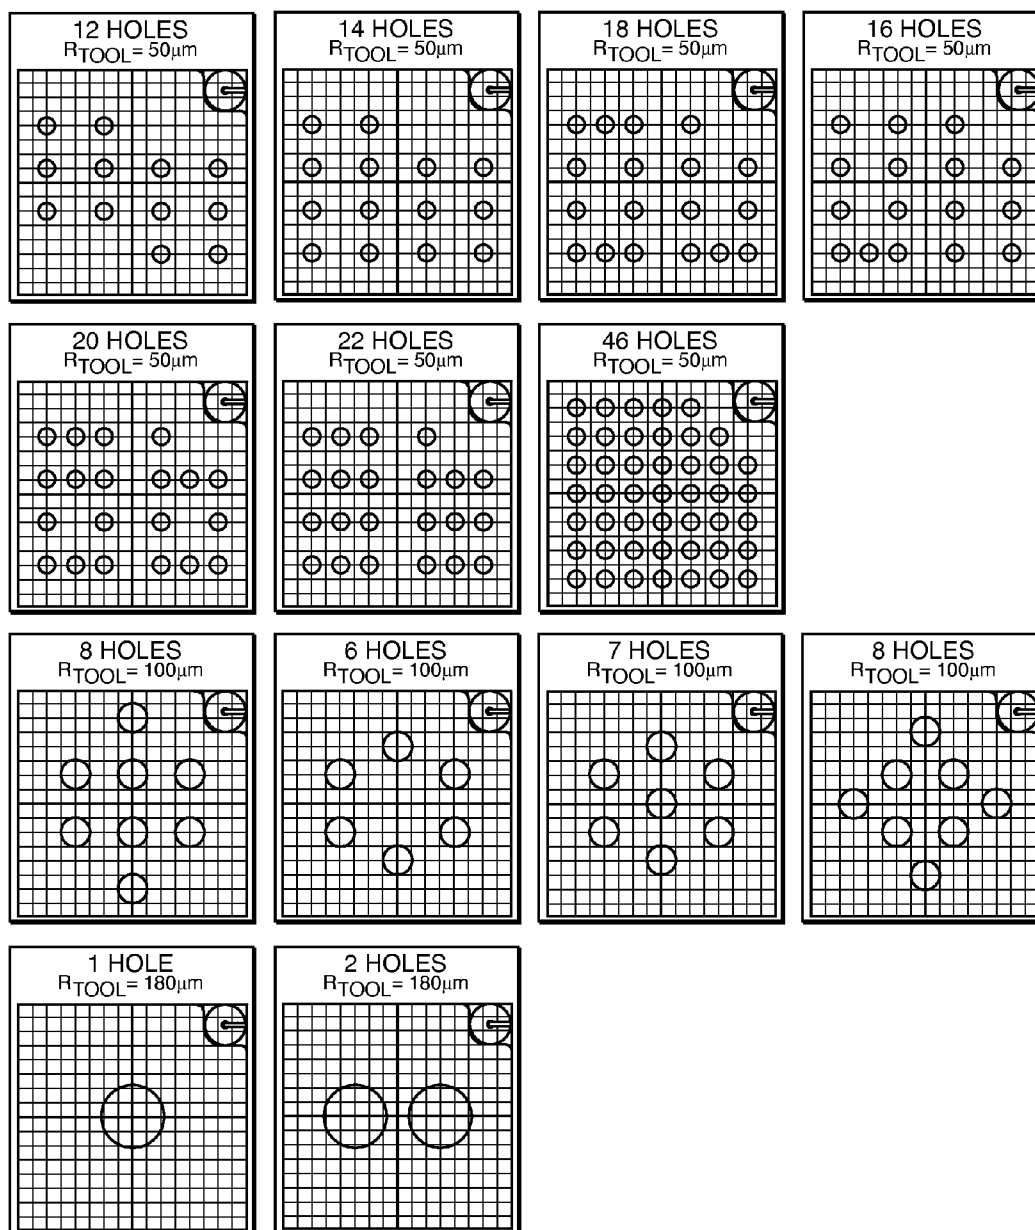 12 HOLES
RTOOL= 50µm
14 HOLES
RTOOL= 50µm
18 HOLES
RTOOL= 50µm
16 HOLES
RTOOL= 50µm
20 HOLES
RTOOL= 50µm
22 HOLES
RTOOL= 50µm
46 HOLES
RTOOL= 50µm
8 HOLES
RTOOL= 100µm
6 HOLES
RTOOL= 100µm
7 HOLES
RTOOL= 100µm
8 HOLES
RTOOL= 100µm
1 HOLE
RTOOL= 180µm
2 HOLES
RTOOL= 180µm